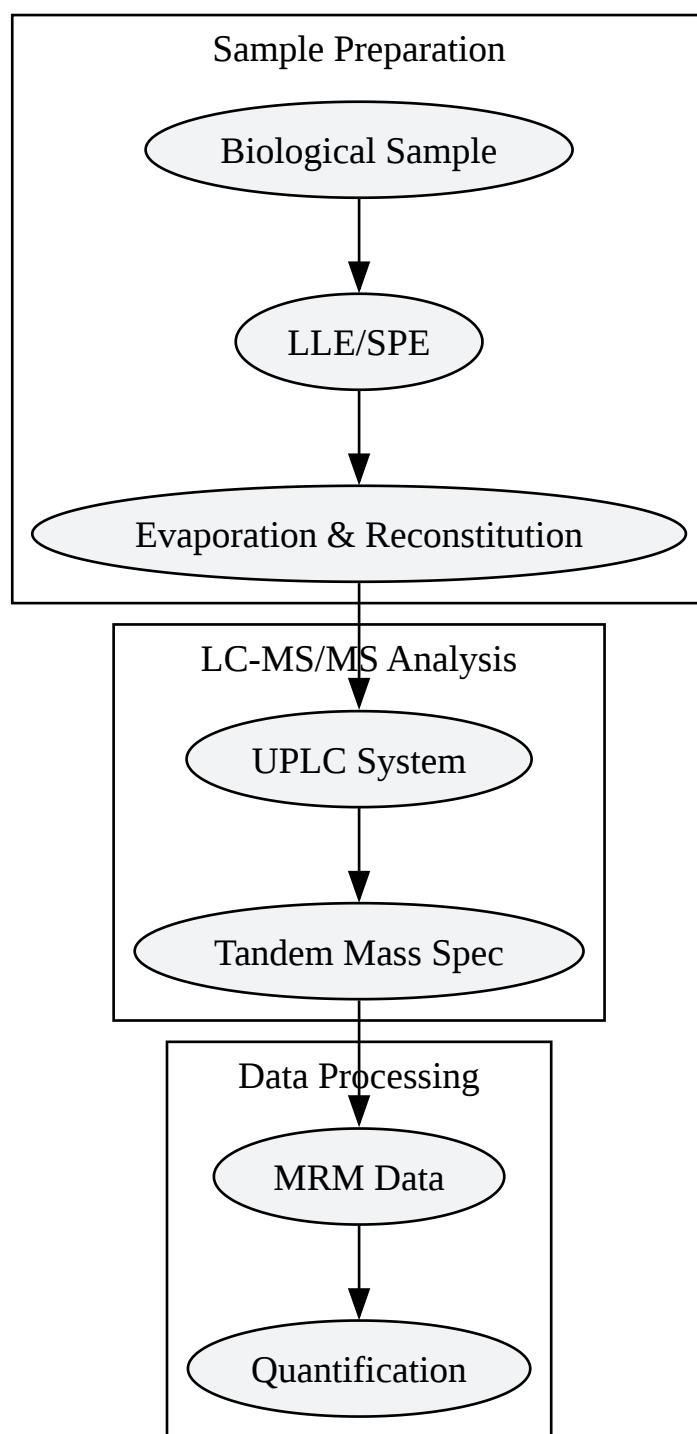 Sample Preparation
Biological Sample
LLE/SPE
Evaporation & Reconstitution
LC-MS/MS Analysis
UPLC System
Tandem Mass Spec
Data Processing
MRM Data
Quantification